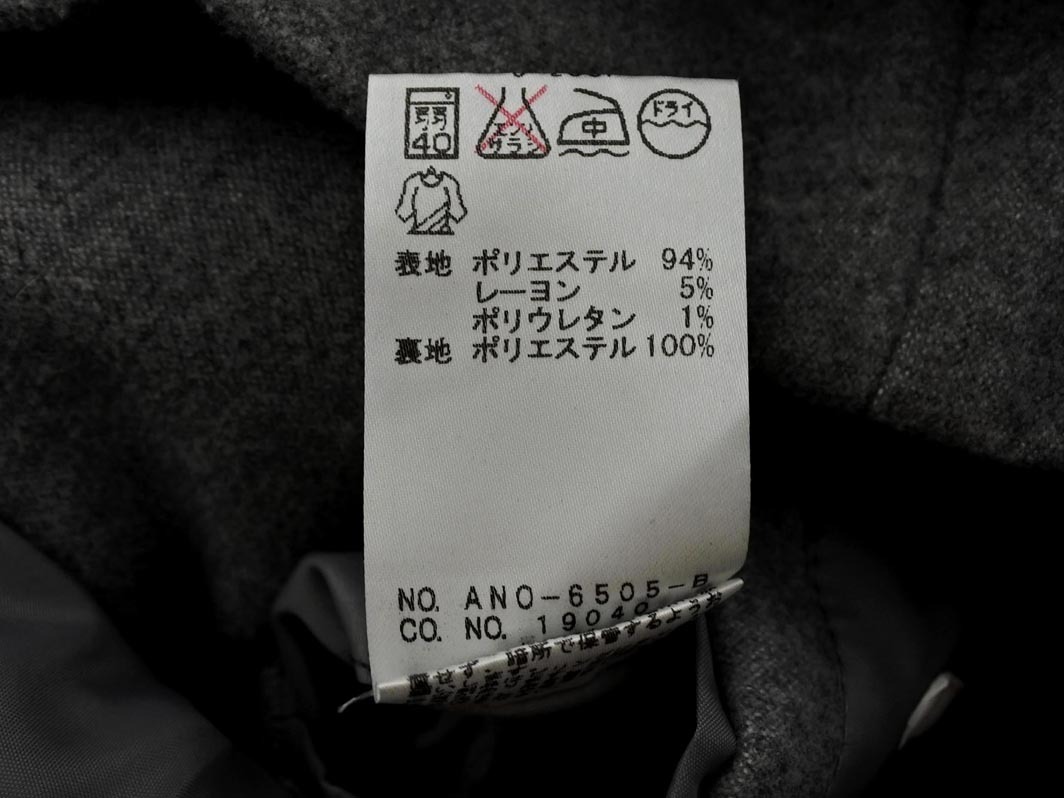 弱
40
エンソ
サラシ
中
ドライ
表地 ポリエステル 94%
レーヨン 5%
ポリウレタン 1%
裏地 ポリエステル 100%
NO. ANO-6505-B
CO. NO. 19040